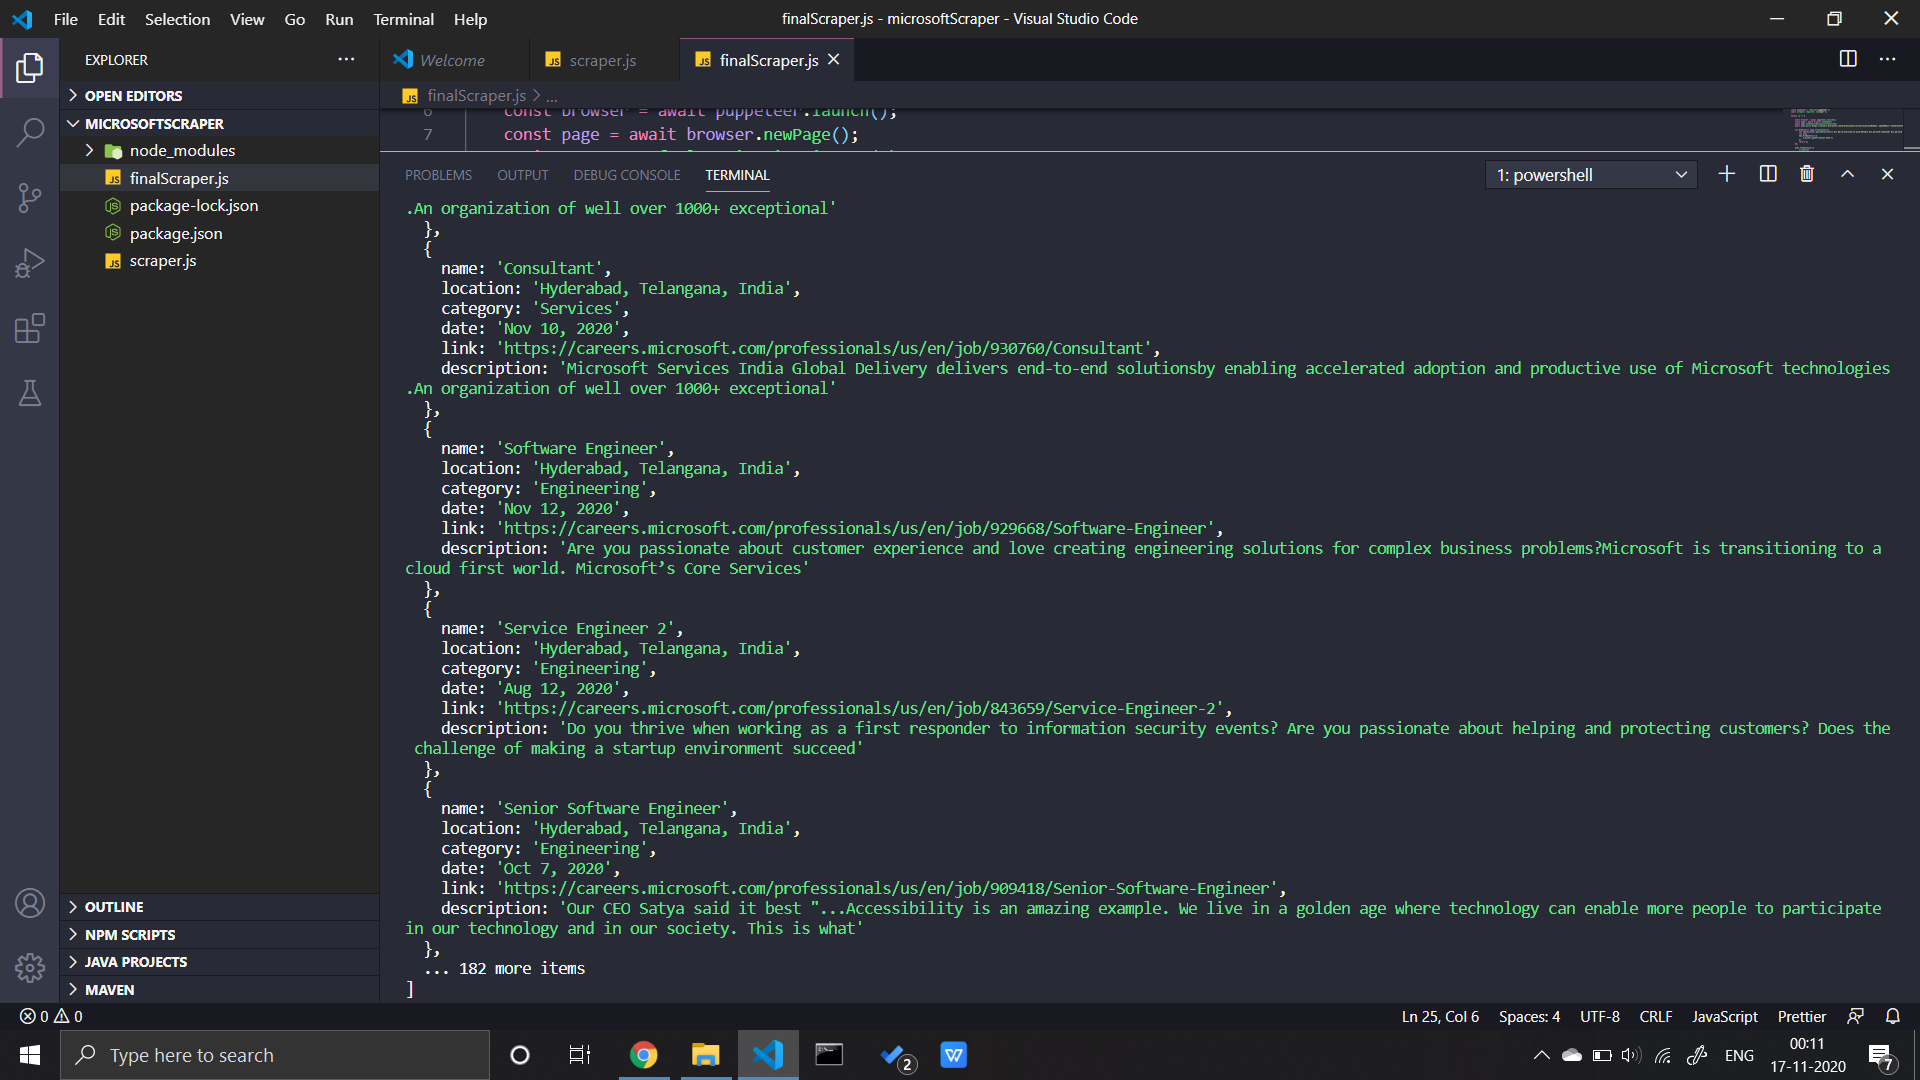 File Edit Selection View Go Run Terminal Help
finalScraper.js - microsoftScraper - Visual Studio Code
EXPLORER
OPEN EDITORS
MICROSOFTSCRAPER
node_modules
JS finalScraper.js
package-lock.json
package.json
JS scraper.js
OUTLINE
NPM SCRIPTS
JAVA PROJECTS
MAVEN
Welcome
JS scraper.js
JS finalScraper.js
JS finalScraper.js > ...
6 const browser = await puppeteer.launch();
7 const page = await browser.newPage();
PROBLEMS OUTPUT DEBUG CONSOLE TERMINAL
1: powershell
.An organization of well over 1000+ exceptional'
},
{
name: 'Consultant',
location: 'Hyderabad, Telangana, India',
category: 'Services',
date: 'Nov 10, 2020',
link: 'https://careers.microsoft.com/professionals/us/en/job/930760/Consultant',
description: 'Microsoft Services India Global Delivery delivers end-to-end solutionsby enabling accelerated adoption and productive use of Microsoft technologies
.An organization of well over 1000+ exceptional'
},
{
name: 'Software Engineer',
location: 'Hyderabad, Telangana, India',
category: 'Engineering',
date: 'Nov 12, 2020',
link: 'https://careers.microsoft.com/professionals/us/en/job/929668/Software-Engineer',
description: 'Are you passionate about customer experience and love creating engineering solutions for complex business problems?Microsoft is transitioning to a
cloud first world. Microsoft’s Core Services'
},
{
name: 'Service Engineer 2',
location: 'Hyderabad, Telangana, India',
category: 'Engineering',
date: 'Aug 12, 2020',
link: 'https://careers.microsoft.com/professionals/us/en/job/843659/Service-Engineer-2',
description: 'Do you thrive when working as a first responder to information security events? Are you passionate about helping and protecting customers? Does the
challenge of making a startup environment succeed'
},
{
name: 'Senior Software Engineer',
location: 'Hyderabad, Telangana, India',
category: 'Engineering',
date: 'Oct 7, 2020',
link: 'https://careers.microsoft.com/professionals/us/en/job/909418/Senior-Software-Engineer',
description: 'Our CEO Satya said it best "...Accessibility is an amazing example. We live in a golden age where technology can enable more people to participate
in our technology and in our society. This is what'
},
... 182 more items
]
0 0
Ln 25, Col 6 Spaces: 4 UTF-8 CRLF JavaScript Prettier
Type here to search
2
W
ENG
00:11
17-11-2020
7